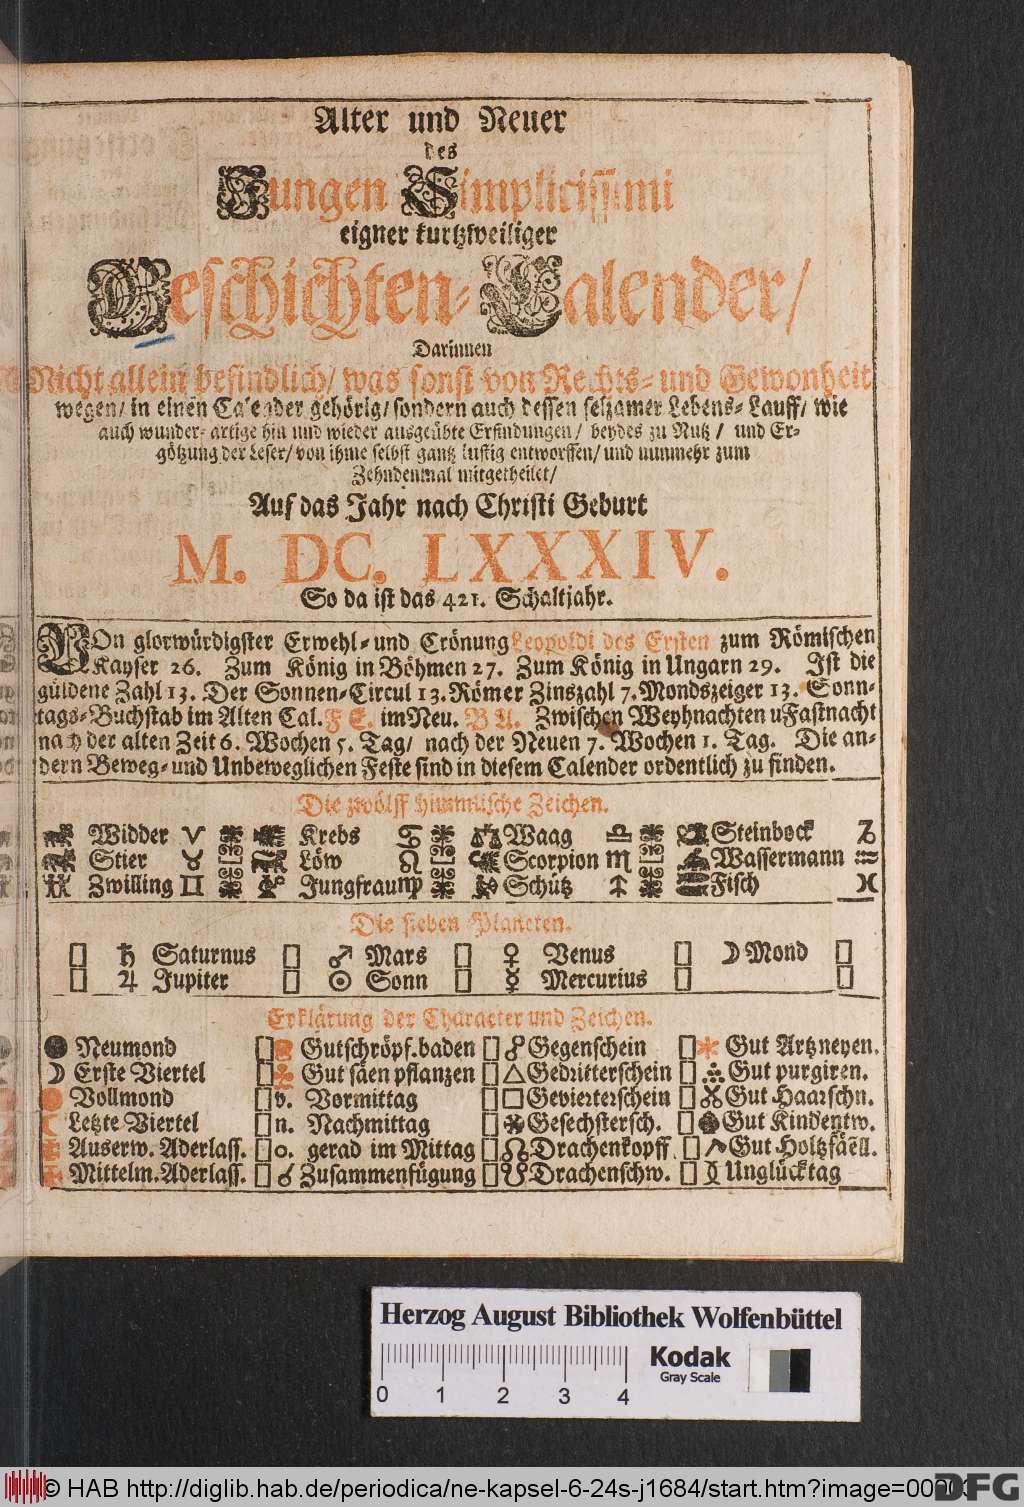 Alter und Neuer
des
Jungen Simplicissimi
eigner kurtzweiliger
Geschichten-Calender/
Darinnen
Nicht allein befindlich/ was sonst von Rechts- und Gewonheit
wegen/ in einen Calender gehörig/ sondern auch dessen selzamer Lebens-Lauff/ wie
auch wunder-artige hin und wieder ausgeübte Erfindungen/ beydes zu Nutz/ und Er-
götzung der Leser/ von ihme selbst gantz lustig entworffen/ und nunmehr zum
Zehndenmal mitgetheilet/
Auf das Jahr nach Christi Geburt
M. DC. LXXXIV.
So da ist das 421. Schaltjahr.
VOn glorwürdigster Erwehl- und Crönung Leopoldi des Ersten zum Römischen
Kayser 26. Zum König in Böhmen 27. Zum König in Ungarn 29. Ist die
güldene Zahl 13. Der Sonnen-Circul 13. Römer Zinszahl 7. Mondszeiger 13. Sonn-
tags-Buchstab im Alten Cal. F E. im Neu. B A. Zwischen Weyhnachten u Fastnacht
nach der alten Zeit 6. Wochen 5. Tag/ nach der Neuen 7. Wochen 1. Tag. Die an-
dern Beweg- und Unbeweglichen Feste sind in diesem Calender ordentlich zu finden.
Die zwölff himmlische Zeichen.
Widder ♈ Krebs ♋ Waag ♎ Steinbock ♑
Stier ♉ Löw ♌ Scorpion ♏ Wassermann ♒
Zwilling ♊ Jungfrau ♍ Schütz ♐ Fisch ♓
Die sieben Planeten.
♄ Saturnus ♂ Mars ♀ Venus ☽ Mond
♃ Jupiter ☉ Sonn ☿ Mercurius
Erklärung der Character und Zeichen.
Neumond Gutschröpf.baden ☍ Gegenschein Gut Artzneyen.
☽ Erste Viertel Gut säen pflanzen △ Gedritterschein Gut purgiren.
Vollmond v. Vormittag □ Gevierterschein Gut Haarschn.
Letzte Viertel n. Nachmittag Gesechstersch. Gut Kindentw.
Auserw. Aderlass. o. gerad im Mittag ☊ Drachenkopff Gut Holtzfäell.
Mittelm. Aderlass. ☌ Zusammenfügung ☋ Drachenschw. Unglücktag
Herzog August Bibliothek Wolfenbüttel
Kodak
Gray Scale
0 1 2 3 4
© HAB http://diglib.hab.de/periodica/ne-kapsel-6-24s-j1684/start.htm?image=00003
DFG